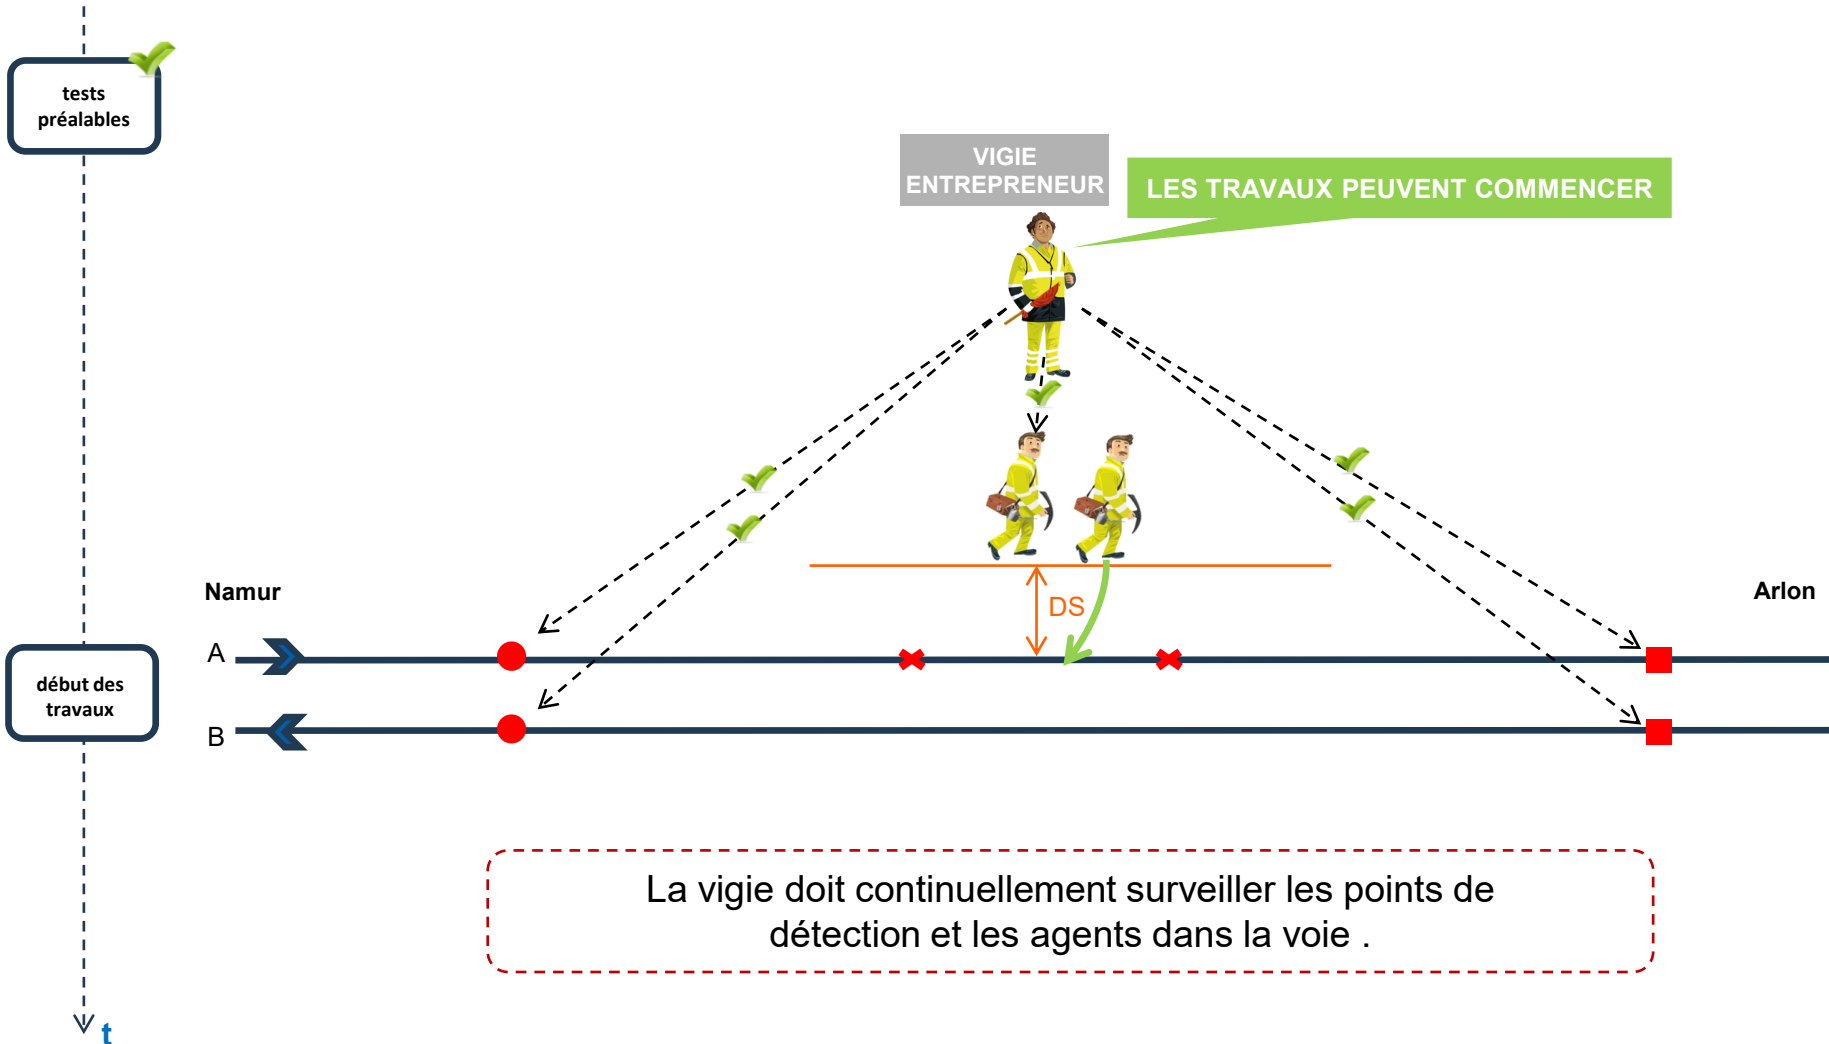 tests
préalables
VIGIE
ENTREPRENEUR
LES TRAVAUX PEUVENT COMMENCER
Namur
Arlon
DS
A
début des
travaux
B
La vigie doit continuellement surveiller les points de
détection et les agents dans la voie .
t